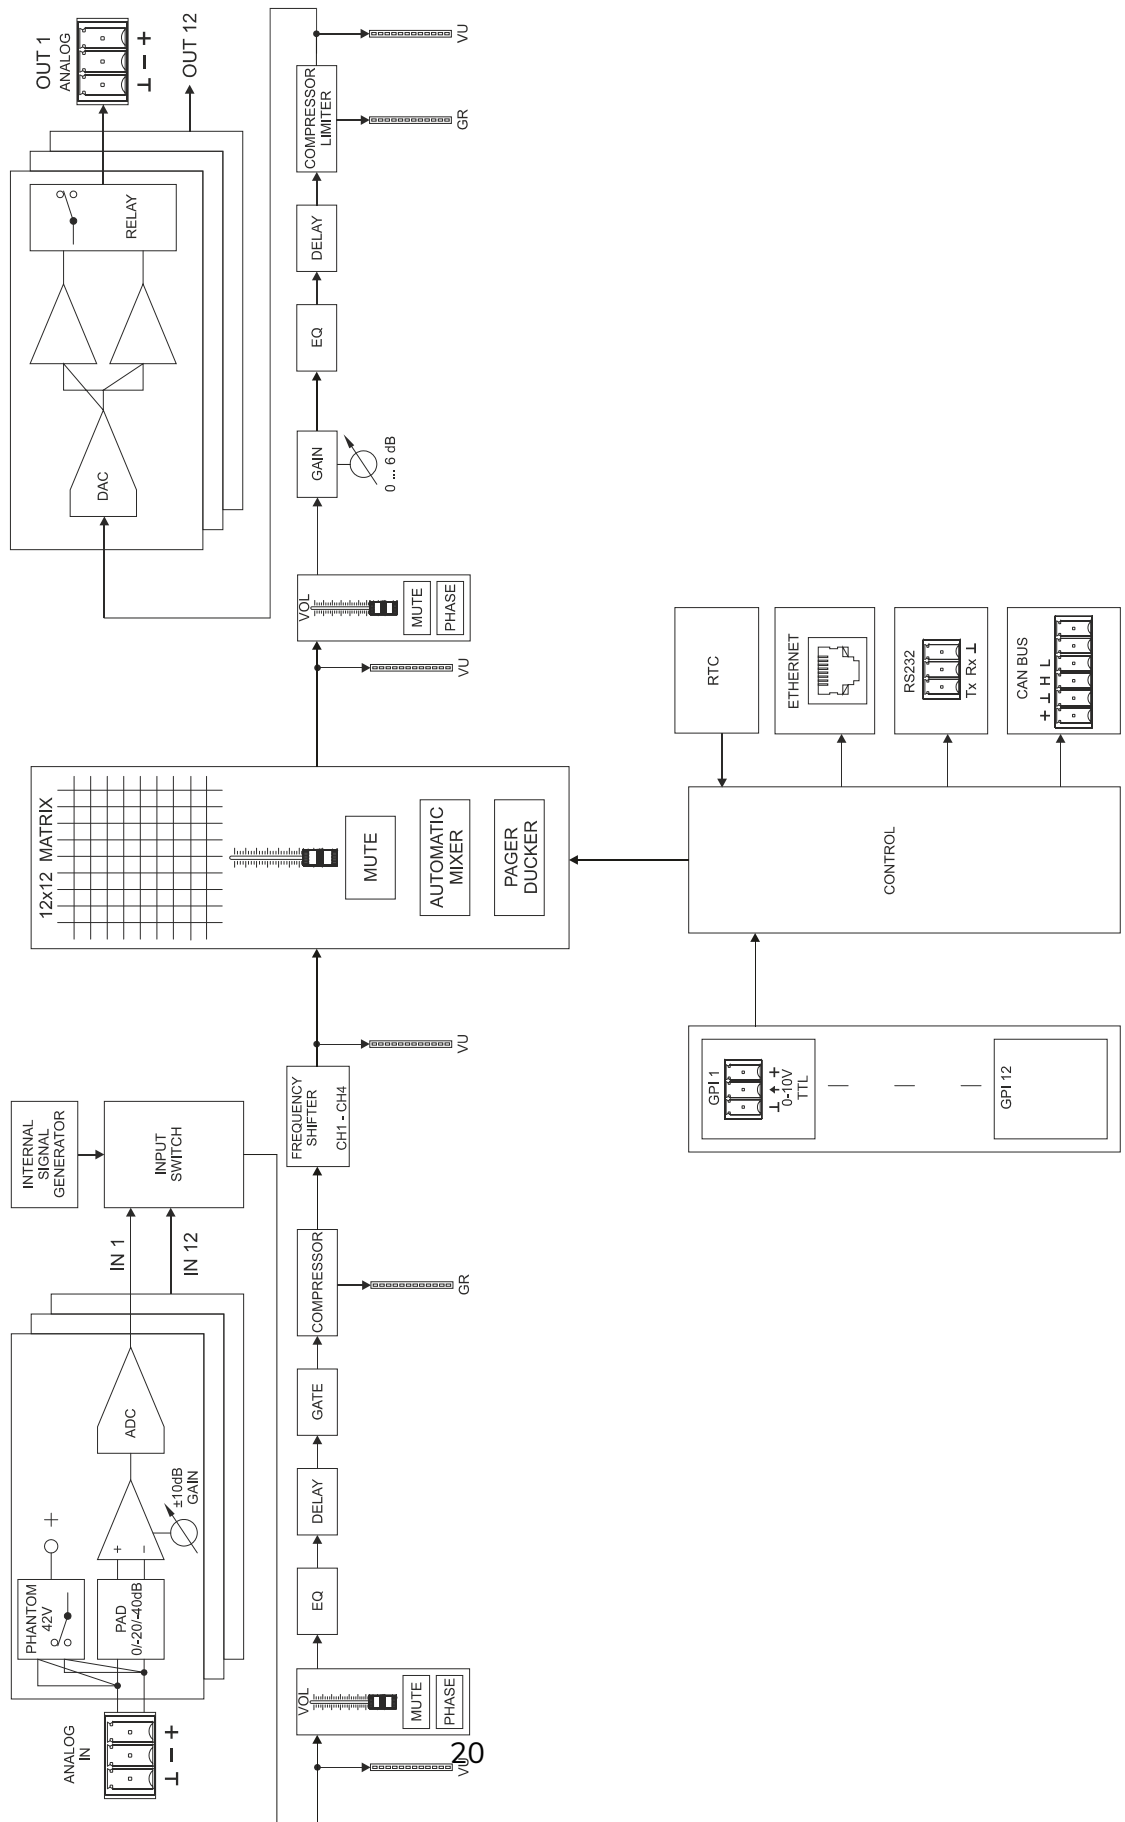 ANALOG
IN
⊥ − +
PHANTOM
42V
+
PAD
0/-20/-40dB
+
−
±10dB
GAIN
ADC
IN 1
IN 12
INTERNAL
SIGNAL
GENERATOR
INPUT
SWITCH
VU
VOL
MUTE
PHASE
EQ
DELAY
GATE
COMPRESSOR
GR
FREQUENCY
SHIFTER
CH1 - CH4
VU
12x12 MATRIX
MUTE
AUTOMATIC
MIXER
PAGER
DUCKER
VU
VOL
MUTE
PHASE
GAIN
0 ... 6 dB
EQ
DELAY
COMPRESSOR
LIMITER
GR
VU
DAC
RELAY
OUT 1
ANALOG
⊥ − +
OUT 12
GPI 1
⊥ ↑ +
0-10V
TTL
GPI 12
CONTROL
RTC
ETHERNET
RS232
Tx Rx ⊥
CAN BUS
+ ⊥ H L
20